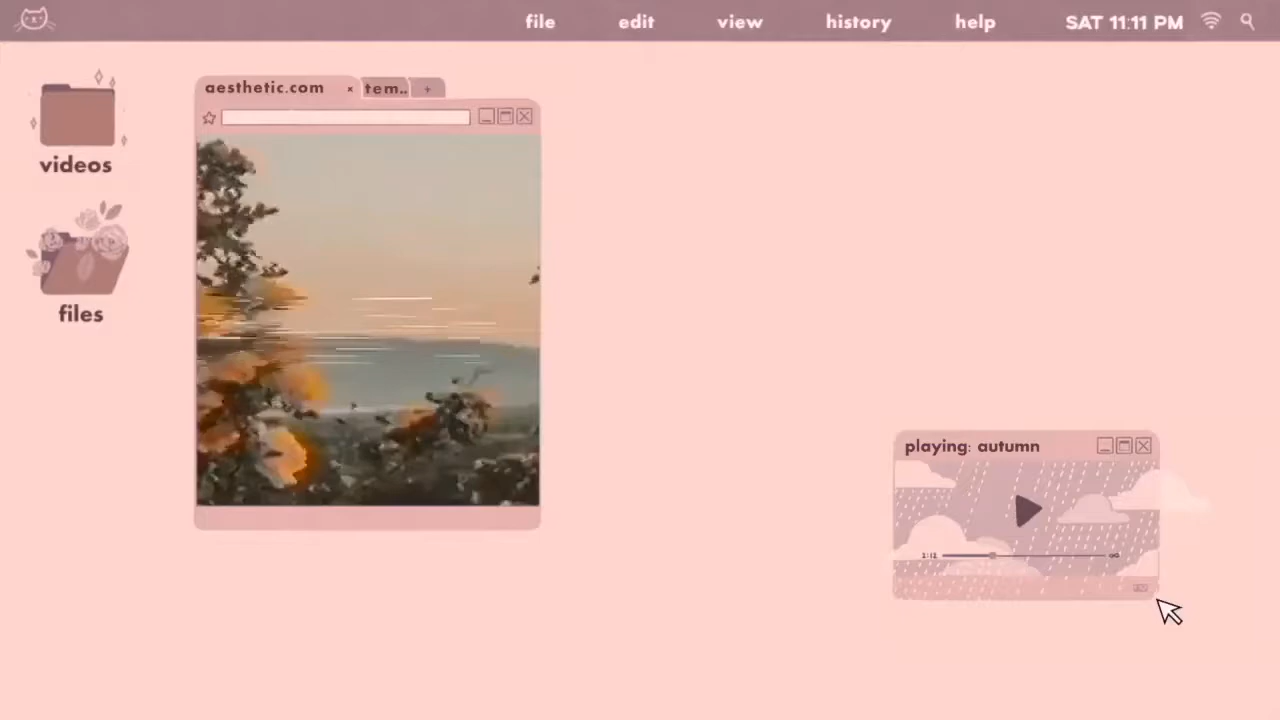 file edit view history help SAT 11:11 PM
aesthetic.com × tem.. +
videos
files
playing: autumn